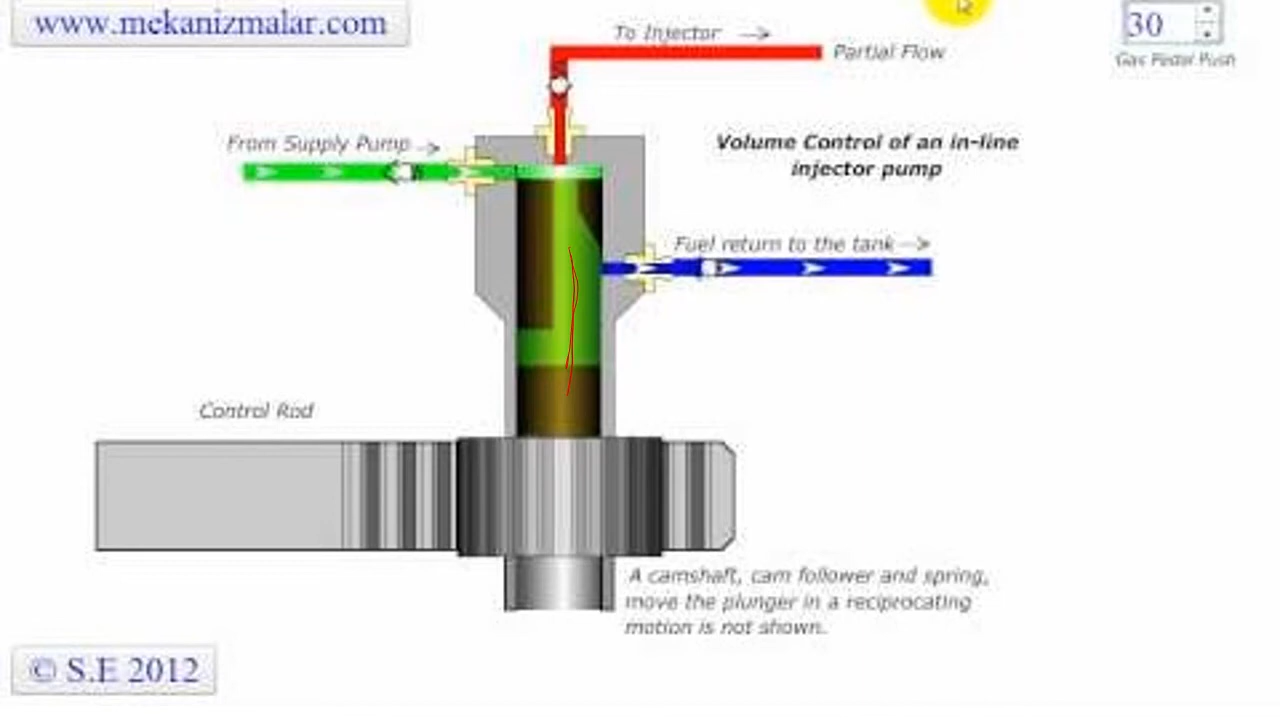 www.mekanizmalar.com
To Injector
Partial Flow
30
Gas Pedal Push
From Supply Pump
Volume Control of an in-line
injector pump
Fuel return to the tank
Control Rod
A camshaft, cam follower and spring,
move the plunger in a reciprocating
motion is not shown.
© S.E 2012